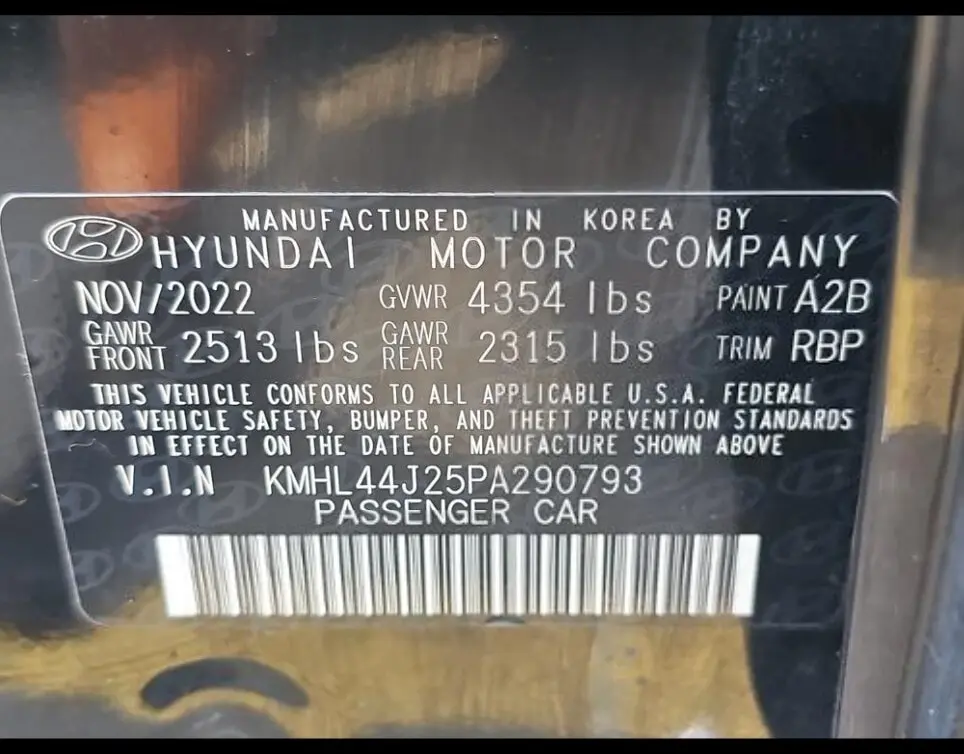 MANUFACTURED IN KOREA BY
HYUNDAI MOTOR COMPANY
NOV/2022 GVWR 4354 lbs PAINT A2B
GAWR FRONT 2513 lbs GAWR REAR 2315 lbs TRIM RBP
THIS VEHICLE CONFORMS TO ALL APPLICABLE U.S.A. FEDERAL
MOTOR VEHICLE SAFETY, BUMPER, AND THEFT PREVENTION STANDARDS
IN EFFECT ON THE DATE OF MANUFACTURE SHOWN ABOVE
V.I.N KMHL44J25PA290793
PASSENGER CAR